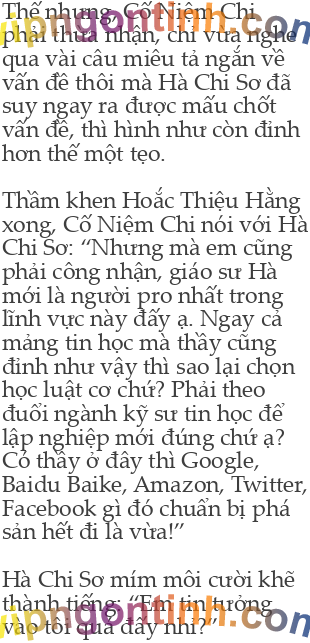 Thế nhưng, Cố Niệm Chi
phải thừa nhận, chỉ vừa nghe
qua vài câu miêu tả ngắn về
vấn đề thôi mà Hà Chi Sơ đã
suy ngay ra được mấu chốt
vấn đề, thì hình như còn đỉnh
hơn thế một tẹo.
Thầm khen Hoắc Thiệu Hằng
xong, Cố Niệm Chi nói với Hà
Chi Sơ: “Nhưng mà em cũng
phải công nhận, giáo sư Hà
mới là người pro nhất trong
lĩnh vực này đấy ạ. Ngay cả
mảng tin học mà thầy cũng
đỉnh như vậy thì sao lại chọn
học luật cơ chứ? Phải theo
đuổi ngành kỹ sư tin học để
lập nghiệp mới đúng chứ ạ?
Có thầy ở đây thì Google,
Baidu Baike, Amazon, Twitter,
Facebook gì đó chuẩn bị phá
sản hết đi là vừa!”
Hà Chi Sơ mím môi cười khẽ
thành tiếng: “Em tin tưởng
vào tôi quá đấy nhỉ?”